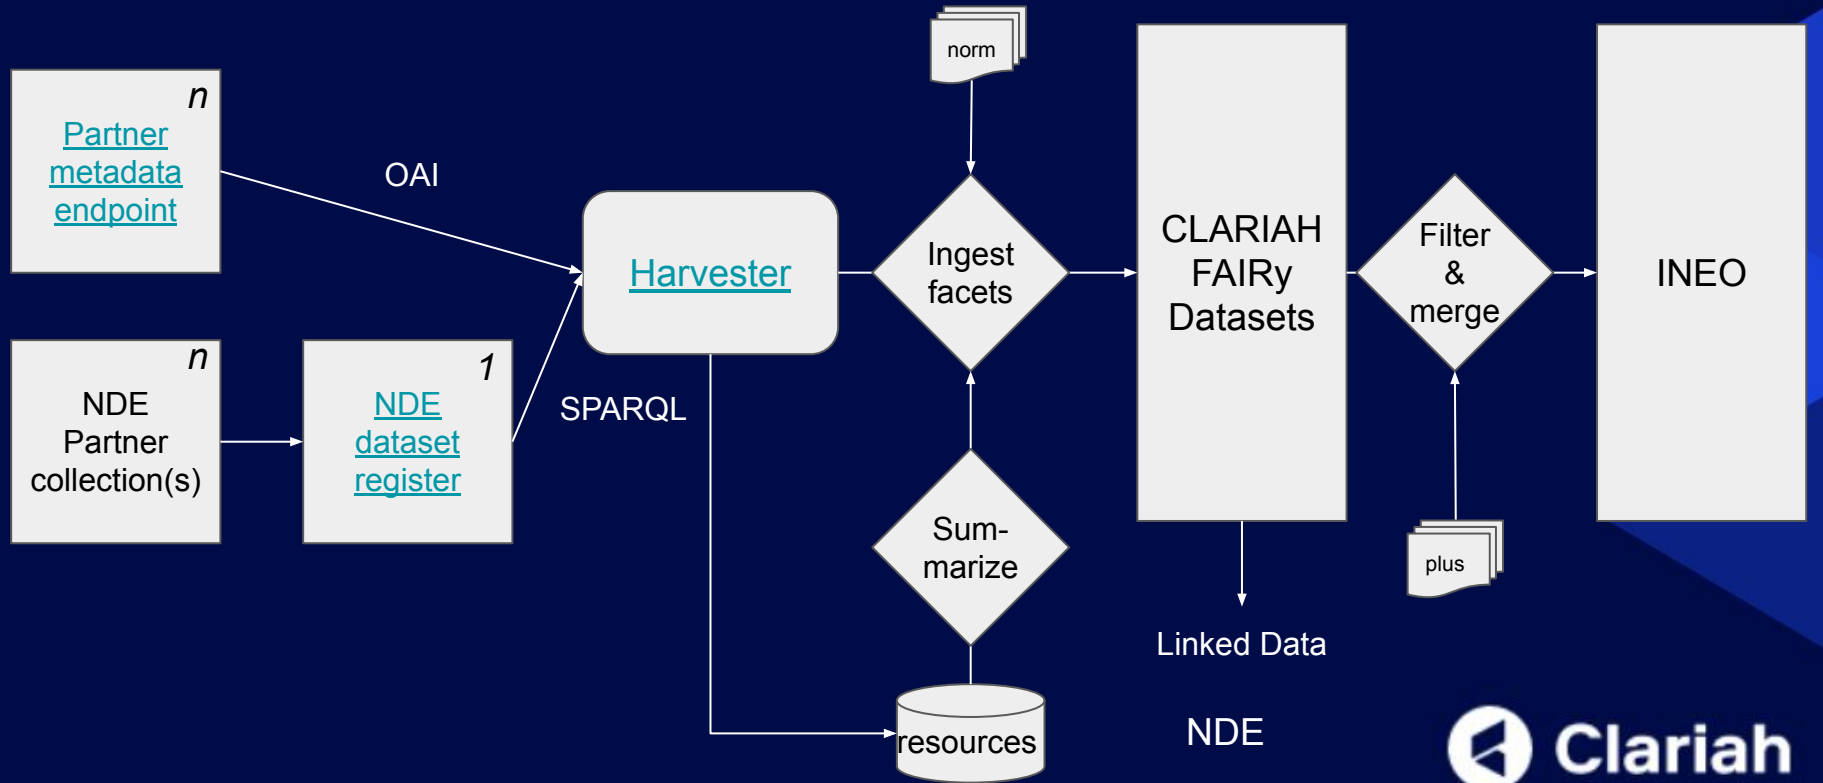 norm
n
Partner
metadata
endpoint
OAI
Harvester
Ingest
facets
CLARIAH
FAIRy
Datasets
Filter
&
merge
INEO
n
NDE
Partner
collection(s)
1
NDE
dataset
register
SPARQL
Sum-
marize
plus
Linked Data
resources
NDE
Clariah